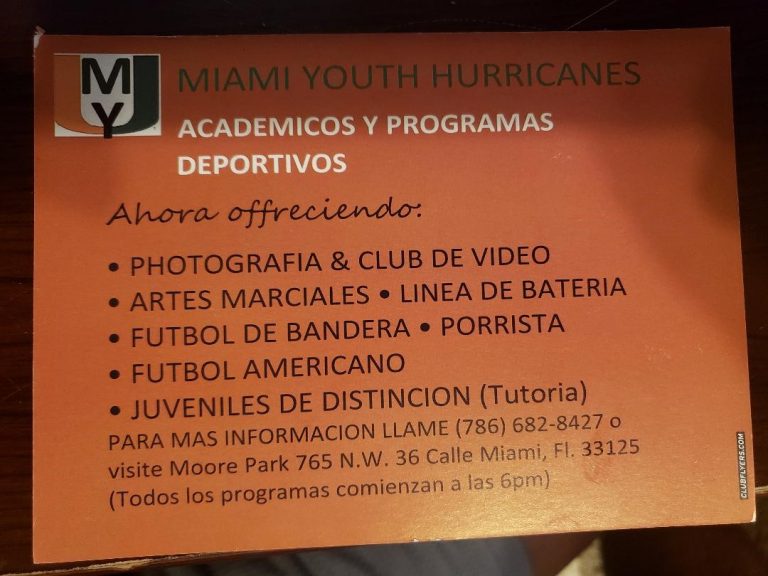 MY
MIAMI YOUTH HURRICANES
ACADEMICOS Y PROGRAMAS
DEPORTIVOS
Ahora offreciendo:
• PHOTOGRAFIA & CLUB DE VIDEO
• ARTES MARCIALES • LINEA DE BATERIA
• FUTBOL DE BANDERA • PORRISTA
• FUTBOL AMERICANO
• JUVENILES DE DISTINCION (Tutoria)
PARA MAS INFORMACION LLAME (786) 682-8427 o
visite Moore Park 765 N.W. 36 Calle Miami, Fl. 33125
(Todos los programas comienzan a las 6pm)
CLUBFLYERS.COM